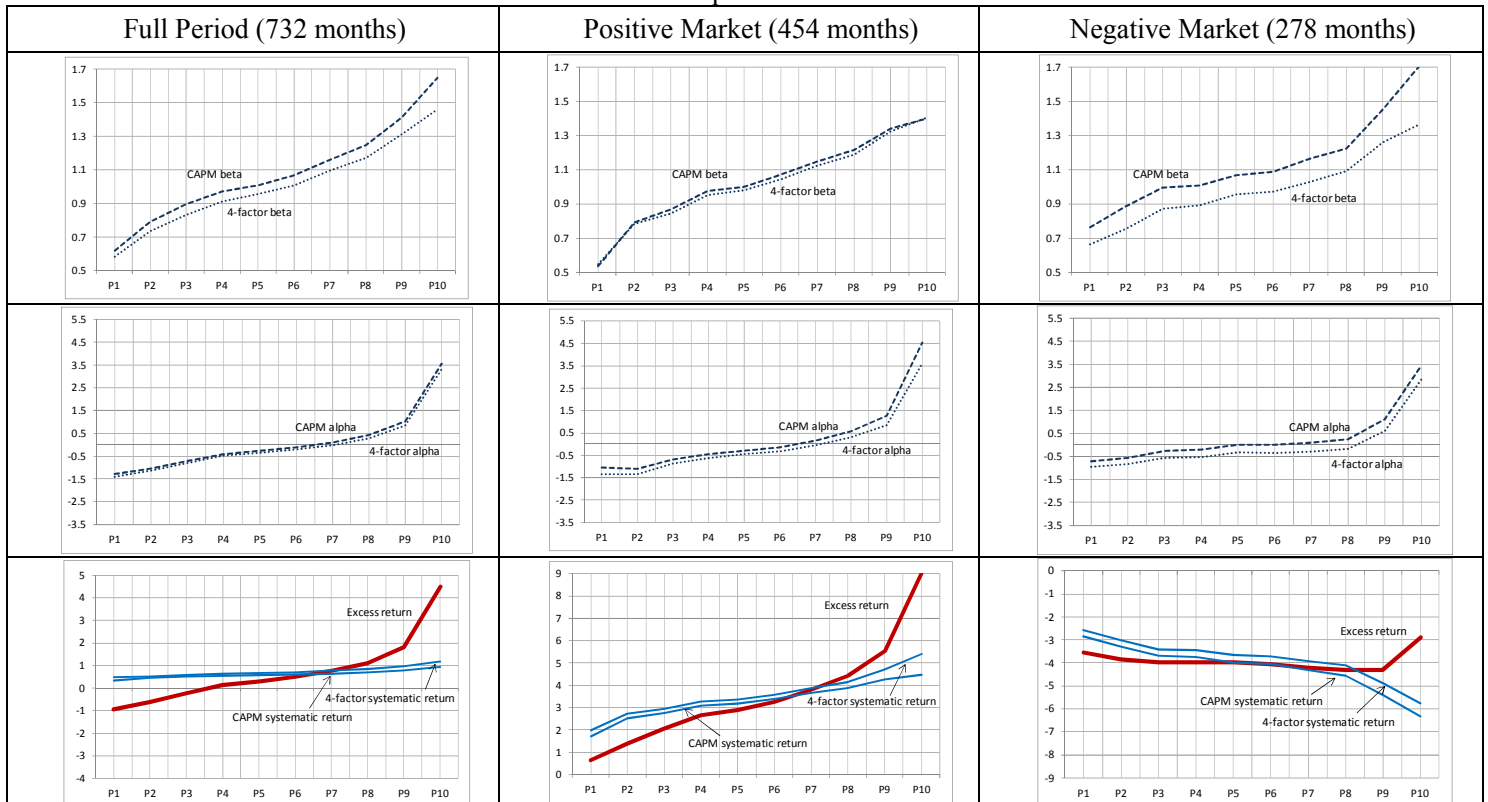 Full Period (732 months)
Positive Market (454 months)
Negative Market (278 months)
1.7
1.5
1.3
1.1
0.9
0.7
0.5
CAPM beta
4-factor beta
P1 P2 P3 P4 P5 P6 P7 P8 P9 P10
1.7
1.5
1.3
1.1
0.9
0.7
0.5
CAPM beta
4-factor beta
P1 P2 P3 P4 P5 P6 P7 P8 P9 P10
1.7
1.5
1.3
1.1
0.9
0.7
0.5
CAPM beta
4-factor beta
P1 P2 P3 P4 P5 P6 P7 P8 P9 P10
5.5
4.5
3.5
2.5
1.5
0.5
-0.5
-1.5
-2.5
-3.5
CAPM alpha
4-factor alpha
P1 P2 P3 P4 P5 P6 P7 P8 P9 P10
5.5
4.5
3.5
2.5
1.5
0.5
-0.5
-1.5
-2.5
-3.5
CAPM alpha
4-factor alpha
P1 P2 P3 P4 P5 P6 P7 P8 P9 P10
5.5
4.5
3.5
2.5
1.5
0.5
-0.5
-1.5
-2.5
-3.5
CAPM alpha
4-factor alpha
P1 P2 P3 P4 P5 P6 P7 P8 P9 P10
5
4
3
2
1
0
-1
-2
-3
-4
Excess return
4-factor systematic return
CAPM systematic return
P1 P2 P3 P4 P5 P6 P7 P8 P9 P10
9
8
7
6
5
4
3
2
1
0
Excess return
4-factor systematic return
CAPM systematic return
P1 P2 P3 P4 P5 P6 P7 P8 P9 P10
0
-1
-2
-3
-4
-5
-6
-7
-8
-9
Excess return
CAPM systematic return
4-factor systematic return
P1 P2 P3 P4 P5 P6 P7 P8 P9 P10